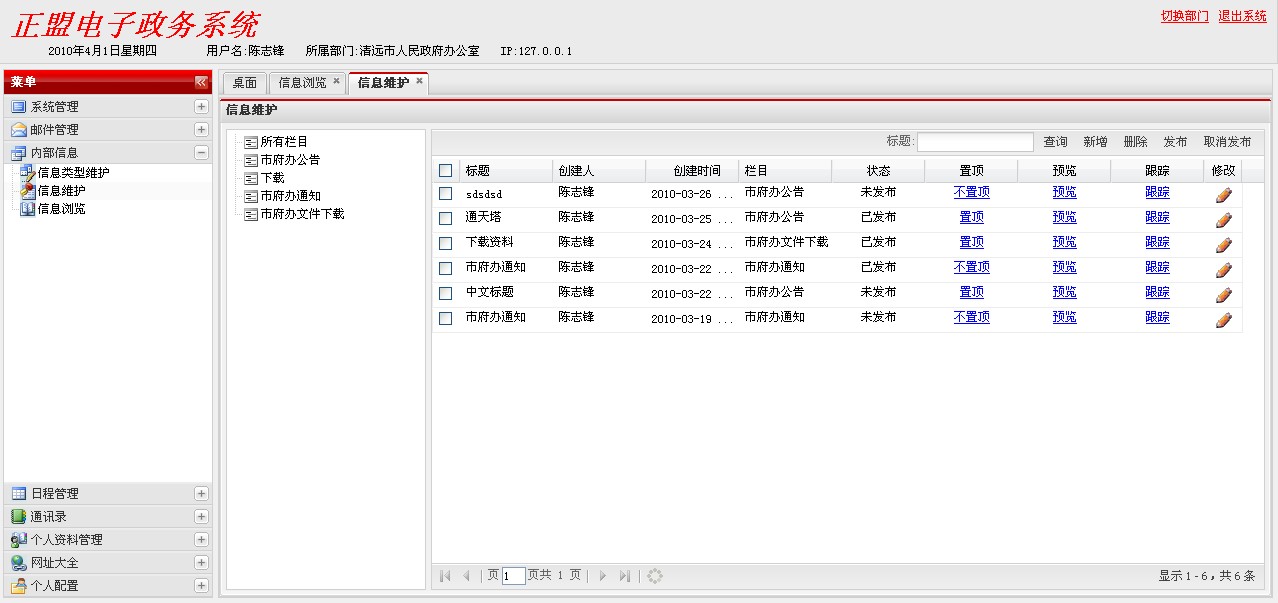 正盟电子政务系统
切换部门 退出系统
2010年4月1日星期四 用户名:陈志锋 所属部门:清远市人民政府办公室 IP:127.0.0.1
菜单
系统管理
邮件管理
内部信息
信息类型维护
信息维护
信息浏览
日程管理
通讯录
个人资料管理
网址大全
个人配置
桌面 信息浏览 信息维护
信息维护
所有栏目
市府办公告
下载
市府办通知
市府办文件下载
标题: 查询 新增 删除 发布 取消发布
标题 创建人 创建时间 栏目 状态 置顶 预览 跟踪 修改
sdsdsd 陈志锋 2010-03-26 ... 市府办公告 未发布 不置顶 预览 跟踪
通天塔 陈志锋 2010-03-25 ... 市府办公告 已发布 置顶 预览 跟踪
下载资料 陈志锋 2010-03-24 ... 市府办文件下载 已发布 置顶 预览 跟踪
市府办通知 陈志锋 2010-03-22 ... 市府办通知 已发布 不置顶 预览 跟踪
中文标题 陈志锋 2010-03-22 ... 市府办公告 未发布 置顶 预览 跟踪
市府办通知 陈志锋 2010-03-19 ... 市府办通知 未发布 不置顶 预览 跟踪
页 1 页共 1 页
显示1-6，共6条